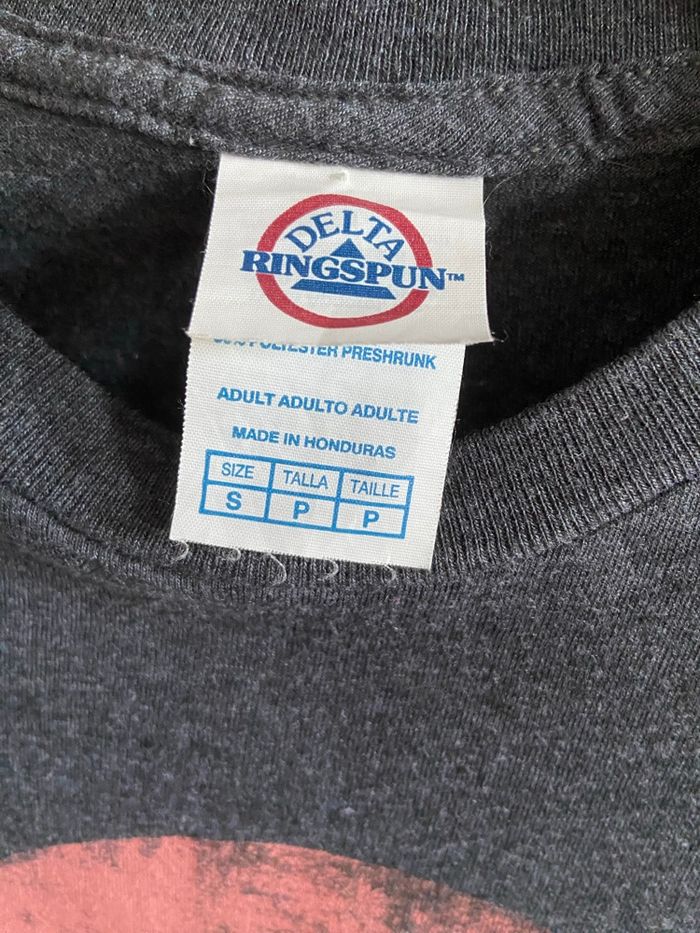 DELTA
RINGSPUN™
POLYESTER PRESHRUNK
ADULT ADULTO ADULTE
MADE IN HONDURAS
SIZE TALLA TAILLE
S P P